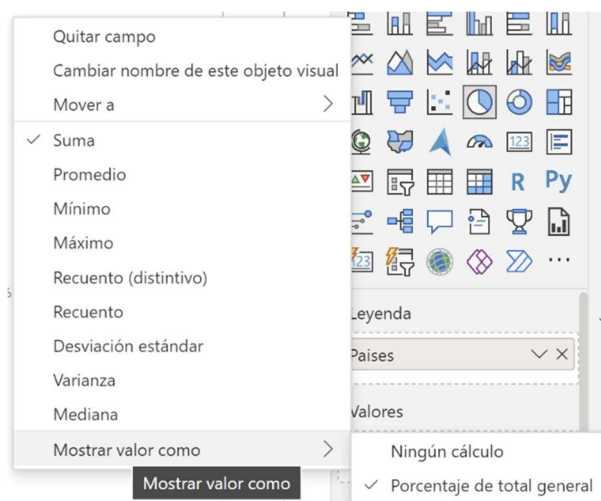 Quitar campo
Cambiar nombre de este objeto visual
Mover a
Suma
Promedio
Mínimo
Máximo
Recuento (distintivo)
Recuento
Desviación estándar
Varianza
Mediana
Mostrar valor como
Mostrar valor como
123
R Py
123
Leyenda
Paises
Valores
Ningún cálculo
Porcentaje de total general